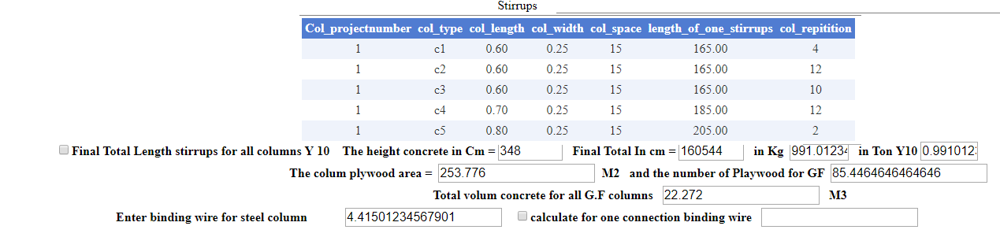 Stirrups
Col_projectnumber col_type col_length col_width col_space length_of_one_stirrups col_repitition
1 c1 0.60 0.25 15 165.00 4
1 c2 0.60 0.25 15 165.00 12
1 c3 0.60 0.25 15 165.00 10
1 c4 0.70 0.25 15 185.00 12
1 c5 0.80 0.25 15 205.00 2
Final Total Length stirrups for all columns Y 10 The height concrete in Cm = 348 Final Total In cm = 160544 in Kg 991.01234 in Ton Y10 0.991012
The colum plywood area = 253.776 M2 and the number of Playwood for GF 85.4464646464646
Total volum concrete for all G.F columns 22.272 M3
Enter binding wire for steel column 4.41501234567901 calculate for one connection binding wire